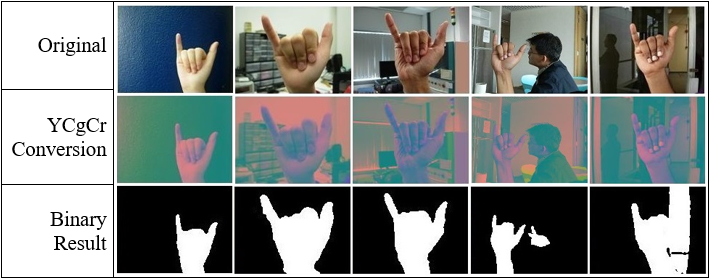 Original
YCgCr
Conversion
Binary
Result